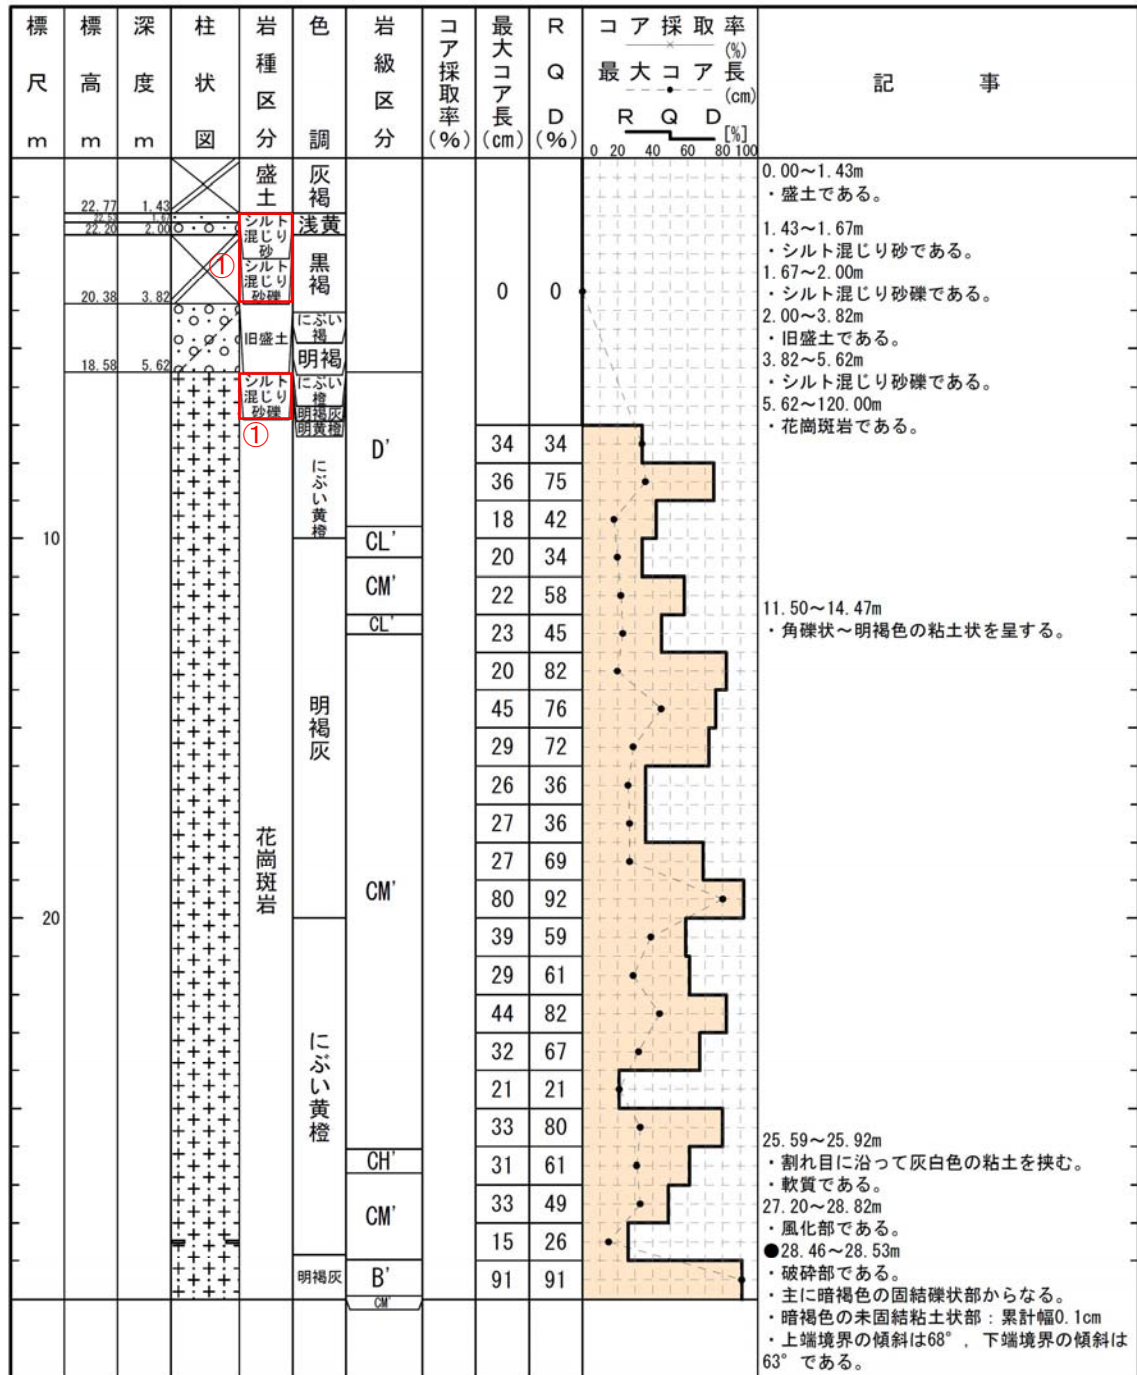 標尺m
標高m
深度m
柱状図
岩種区分
色調
岩級区分
コア採取率(%)
最大コア長(cm)
RQD(%)
コア採取率
(%)
最大コア長
(cm)
RQD
[%]
0 20 40 60 80 100
記事
22.77 1.43
22.53 1.67
22.20 2.00
20.38 3.82
18.58 5.62
10
20
盛土
シルト
混じり
砂
①
シルト
混じり
砂礫
旧盛土
シルト
混じり
砂礫
①
花崗斑岩
灰褐
浅黄
黒褐
にぶい
褐
明褐
にぶい
橙
明褐灰
明黄橙
にぶい黄橙
明褐灰
にぶい黄橙
明褐灰
D'
CL'
CM'
CL'
CM'
CH'
CM'
B'
CM'
0 0
34 34
36 75
18 42
20 34
22 58
23 45
20 82
45 76
29 72
26 36
27 36
27 69
80 92
39 59
29 61
44 82
32 67
21 21
33 80
31 61
33 49
15 26
91 91
0.00～1.43m
・盛土である。
1.43～1.67m
・シルト混じり砂である。
1.67～2.00m
・シルト混じり砂礫である。
2.00～3.82m
・旧盛土である。
3.82～5.62m
・シルト混じり砂礫である。
5.62～120.00m
・花崗斑岩である。
11.50～14.47m
・角礫状～明褐色の粘土状を呈する。
25.59～25.92m
・割れ目に沿って灰白色の粘土を挟む。
・軟質である。
27.20～28.82m
・風化部である。
●28.46～28.53m
・破砕部である。
・主に暗褐色の固結礫状部からなる。
・暗褐色の未固結粘土状部：累計幅0.1cm
・上端境界の傾斜は68°，下端境界の傾斜は
63°である。